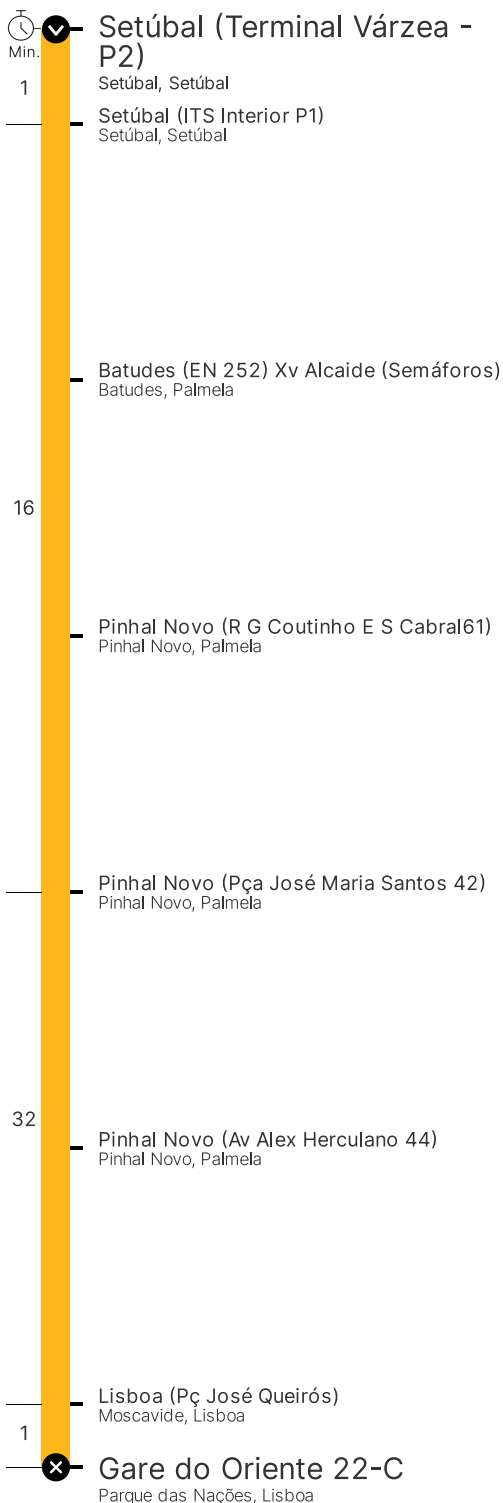 Setúbal (Terminal Várzea -
P2)
Min.
Setúbal, Setúbal
1
Setúbal (ITS Interior P1)
Setúbal, Setúbal
Batudes (EN 252) Xv Alcaide (Semáforos)
Batudes, Palmela
16
Pinhal Novo (R G Coutinho E S Cabral61)
Pinhal Novo, Palmela
Pinhal Novo (Pça José Maria Santos 42)
Pinhal Novo, Palmela
32
Pinhal Novo (Av Alex Herculano 44)
Pinhal Novo, Palmela
Lisboa (Pç José Queirós)
Moscavide, Lisboa
1
Gare do Oriente 22-C
Parque das Nações, Lisboa